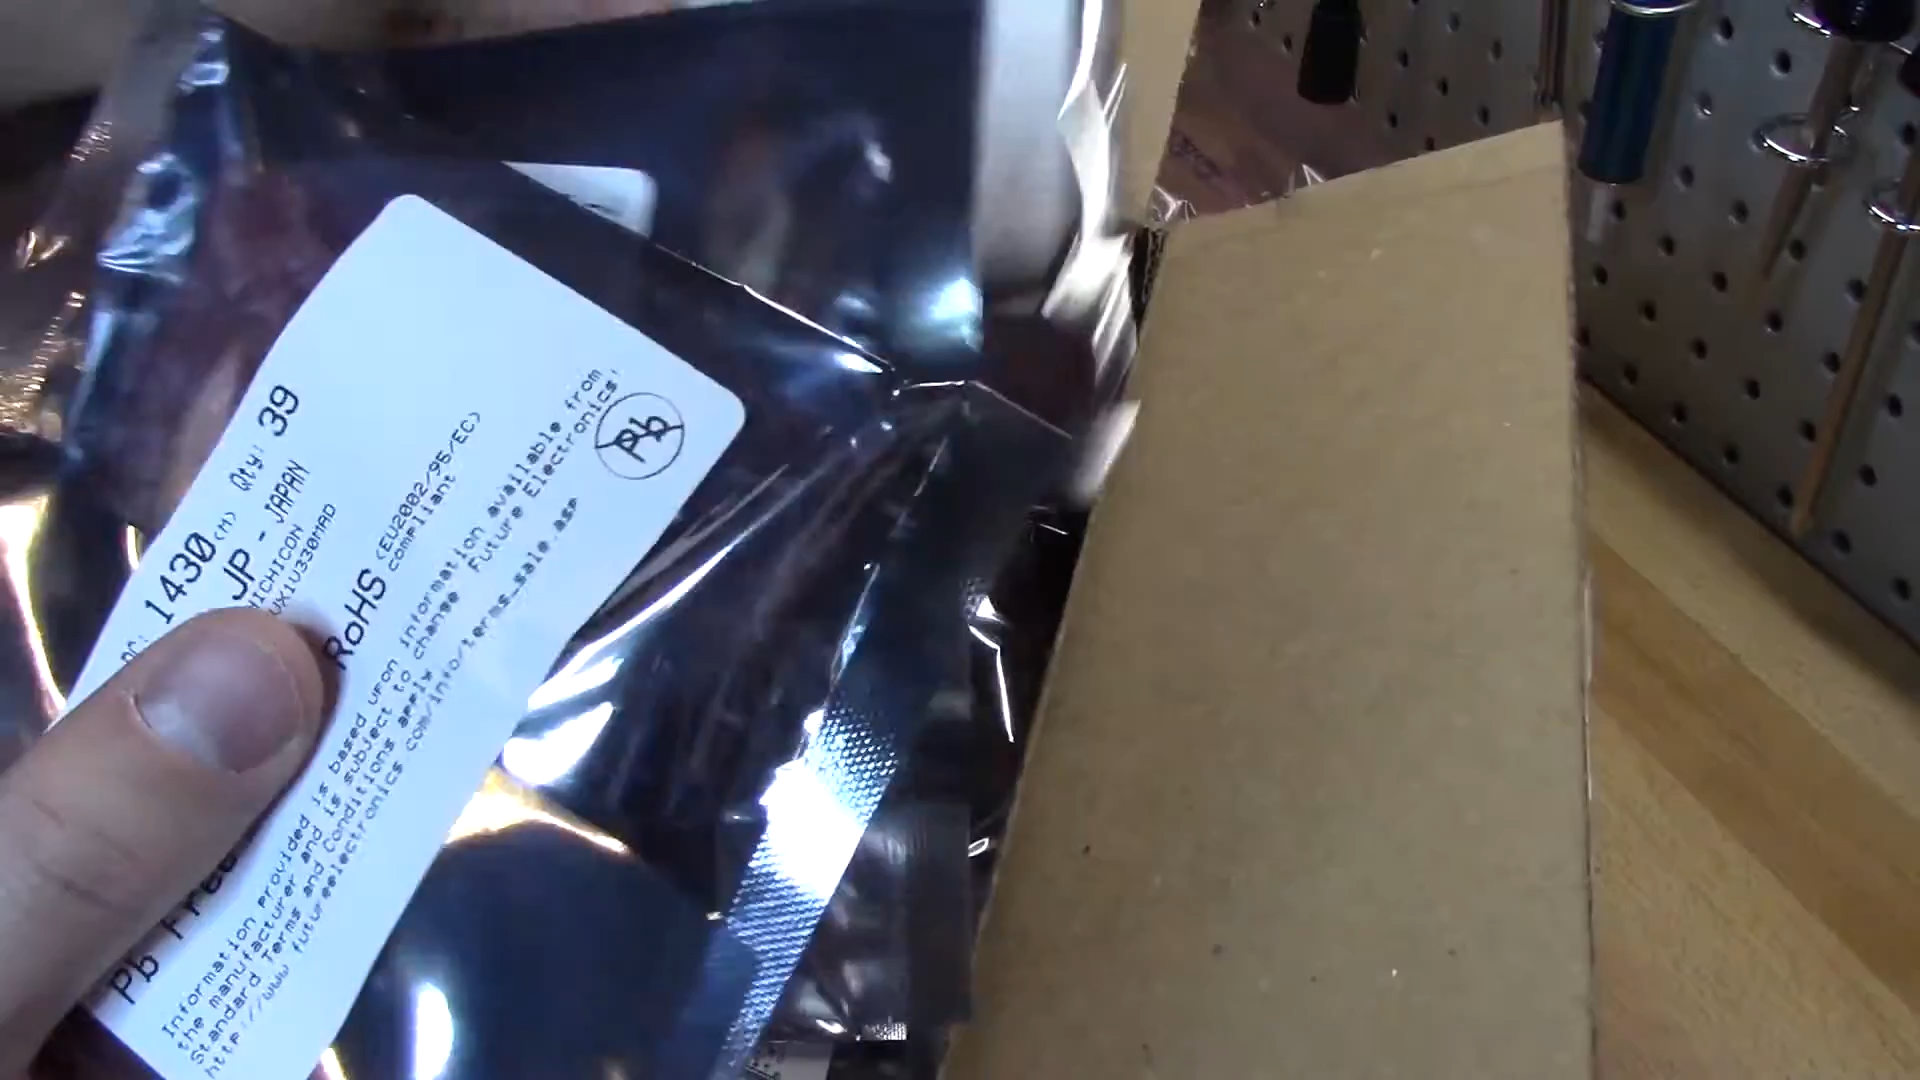 1430(M) Qty: 39
JP - JAPAN
NICHICON
UX1U330MAD
RoHS (EU2002/95/EC)
compliant
Pb Free
Pb
Information provided is based upon information available from
the manufacturer and is subject to change Future Electronics'
Standard Terms and Conditions apply
http://www futureelectronics com/info/terms_sale.asp